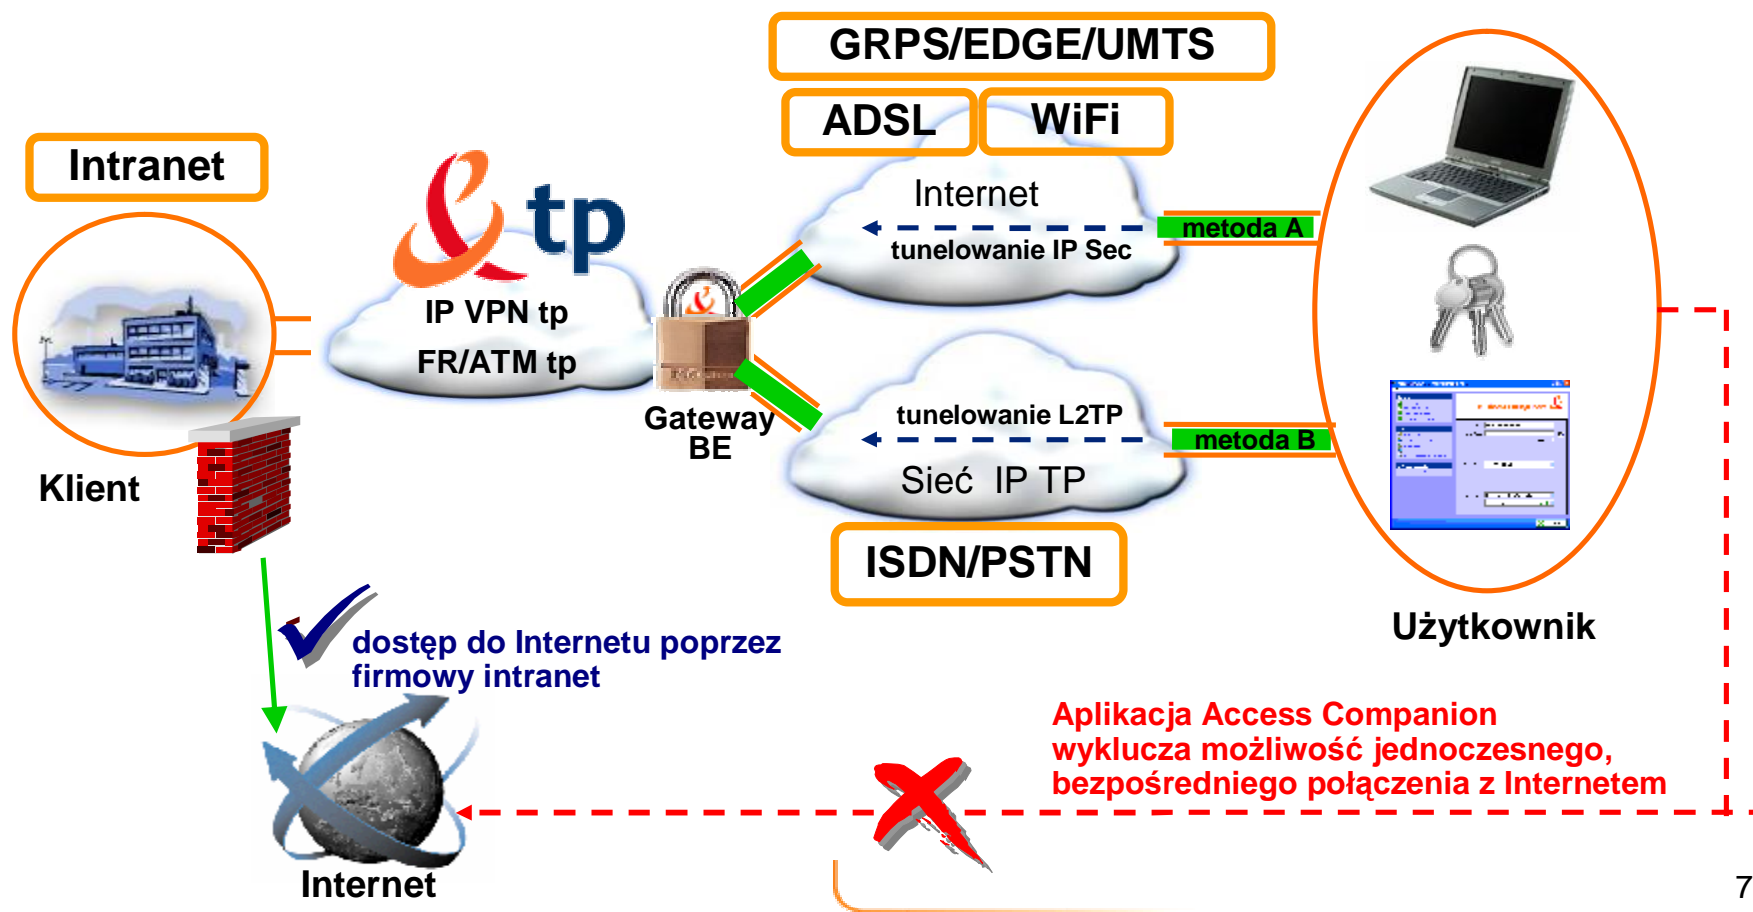 GRPS/EDGE/UMTS
ADSL
WiFi
Intranet
tp
Internet
metoda A
tunelowanie IP Sec
IP VPN tp
FR/ATM tp
Gateway
BE
tunelowanie L2TP
metoda B
Sieć IP TP
Klient
ISDN/PSTN
Użytkownik
dostęp do Internetu poprzez
firmowy intranet
Aplikacja Access Companion
wyklucza możliwość jednoczesnego,
bezpośredniego połączenia z Internetem
Internet
7